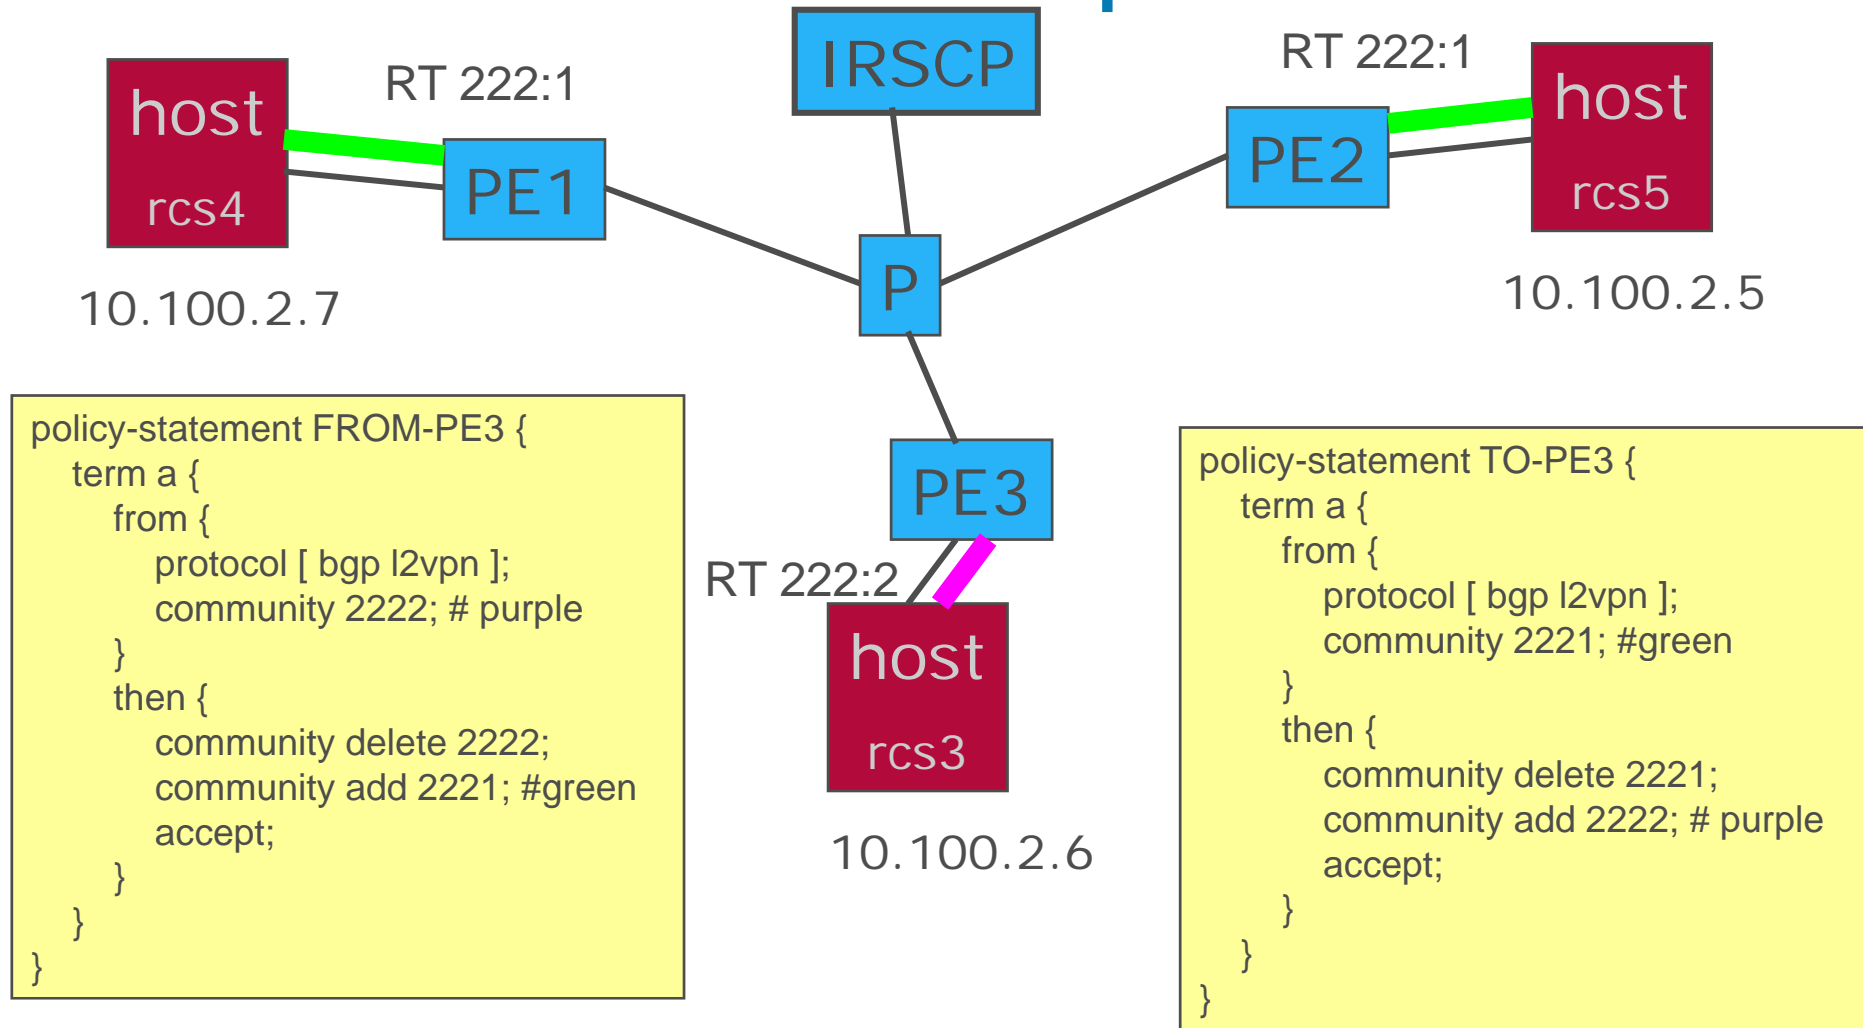 RT 222:1
IRSCP
RT 222:1
host
rcs4
PE1
PE2
host
rcs5
P
10.100.2.7
10.100.2.5
policy-statement FROM-PE3 {
term a {
from {
protocol [ bgp l2vpn ];
community 2222; # purple
}
then {
community delete 2222;
community add 2221; #green
accept;
}
}
}
PE3
RT 222:2
host
rcs3
10.100.2.6
policy-statement TO-PE3 {
term a {
from {
protocol [ bgp l2vpn ];
community 2221; #green
}
then {
community delete 2221;
community add 2222; # purple
accept;
}
}
}